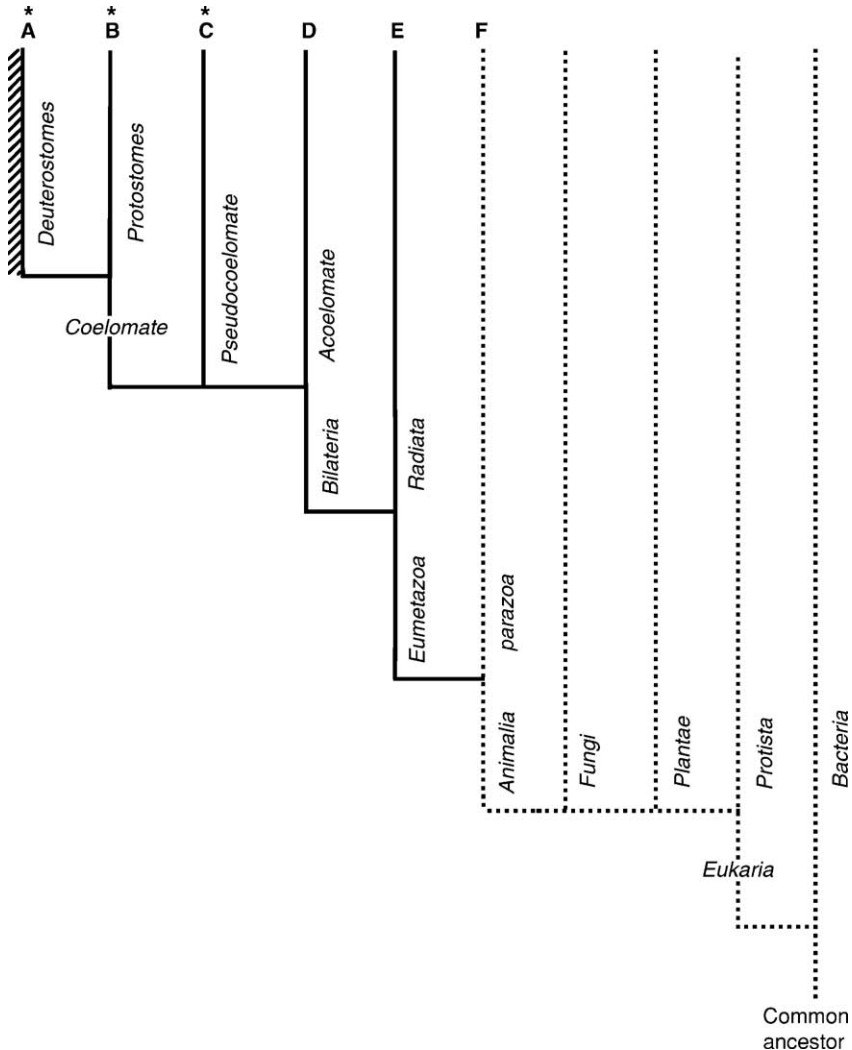 * * *
A B C D E F
Deuterostomes
Protostomes
Coelomate
Pseudocoelomate
Acoelomate
Bilateria
Radiata
Eumetazoa
parazoa
Animalia
Fungi
Plantae
Protista
Bacteria
Eukaria
Common
ancestor